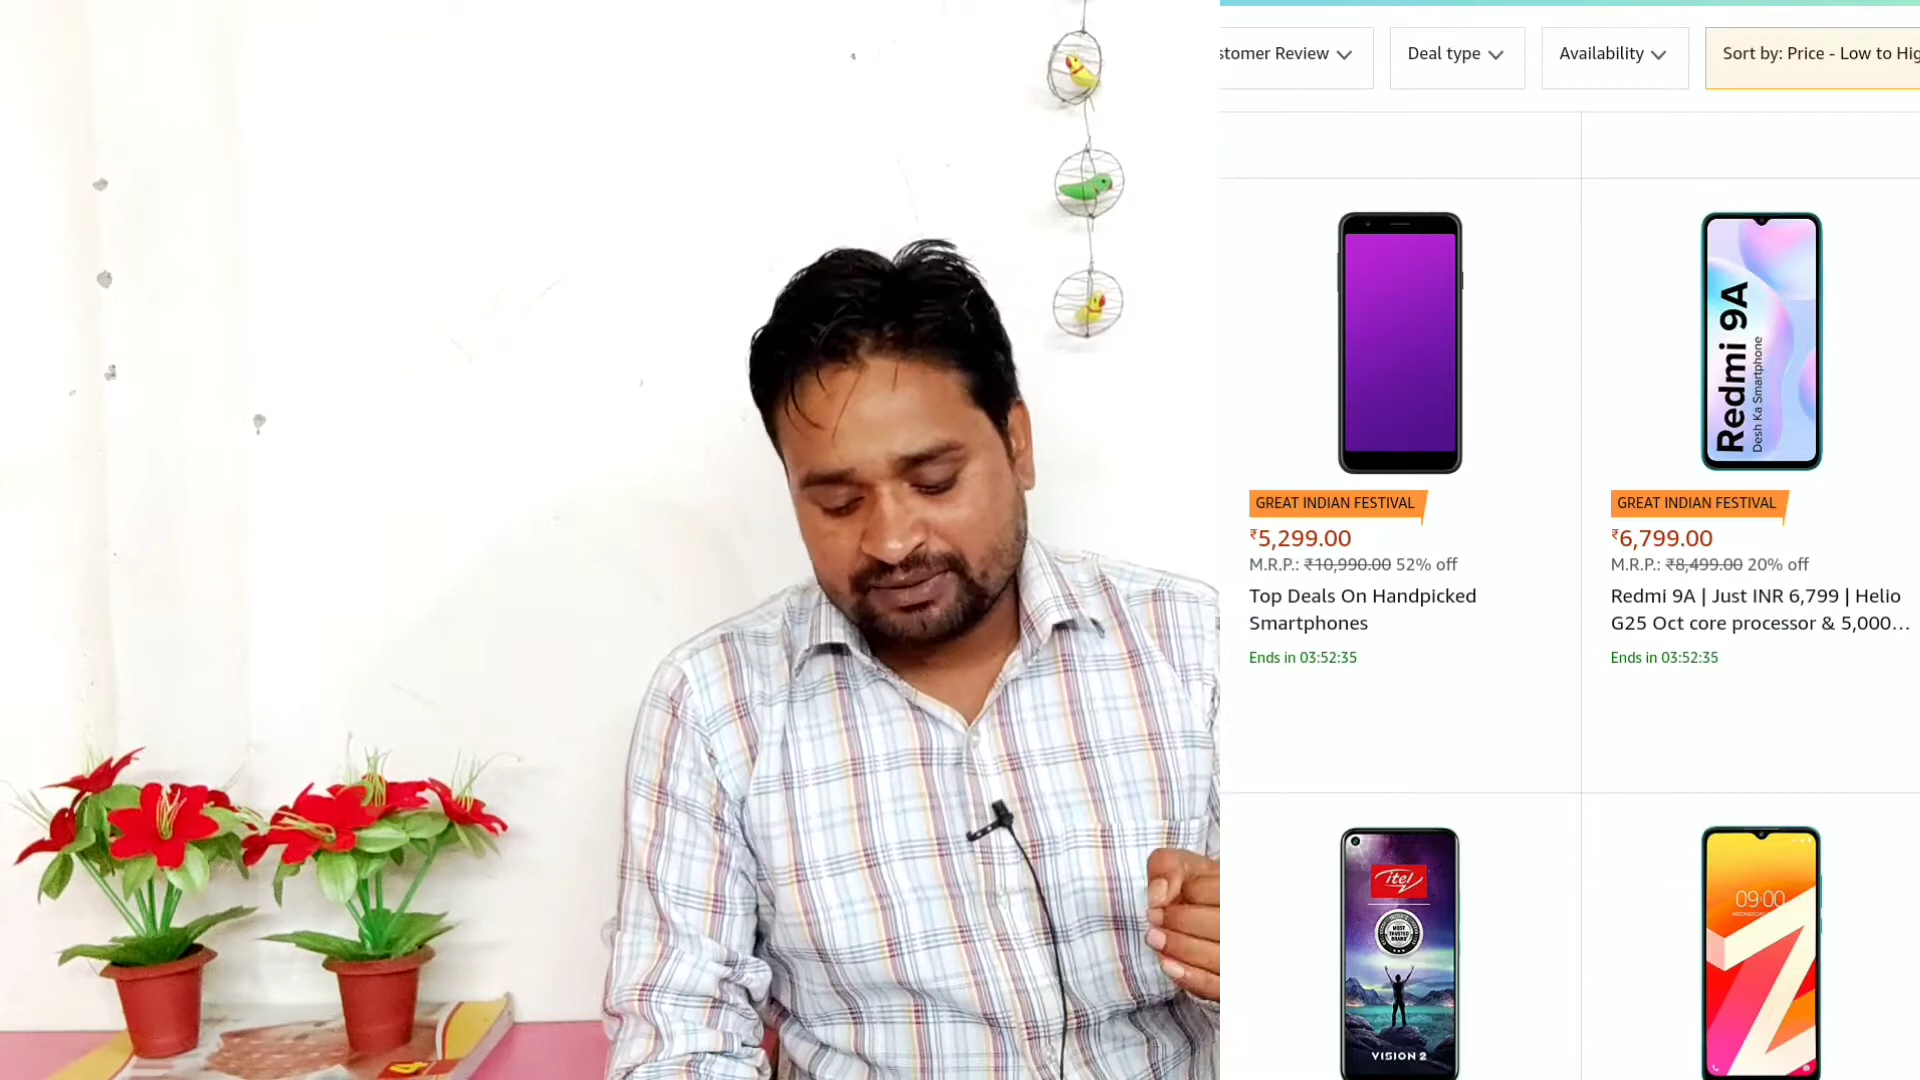 stomer Review
Deal type
Availability
Sort by: Price - Low to Hig
Redmi 9A
Desh Ka Smartphone
GREAT INDIAN FESTIVAL
₹5,299.00
M.R.P.: ₹10,990.00 52% off
Top Deals On Handpicked
Smartphones
Ends in 03:52:35
GREAT INDIAN FESTIVAL
₹6,799.00
M.R.P.: ₹8,499.00 20% off
Redmi 9A | Just INR 6,799 | Helio
G25 Oct core processor & 5,000...
Ends in 03:52:35
itel
MOST
TRUSTED
BRAND
VISION 2
09:00